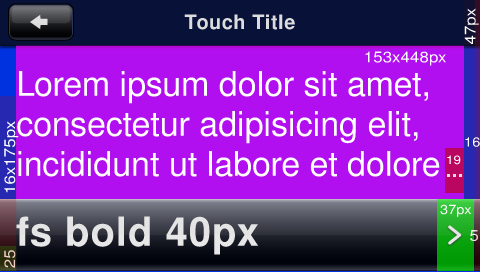 Touch Title
47px
153x448px
Lorem ipsum dolor sit amet,
consectetur adipisicing elit,
incididunt ut labore et dolore
...
19
16
16x175px
37px
fs bold 40px
5
25